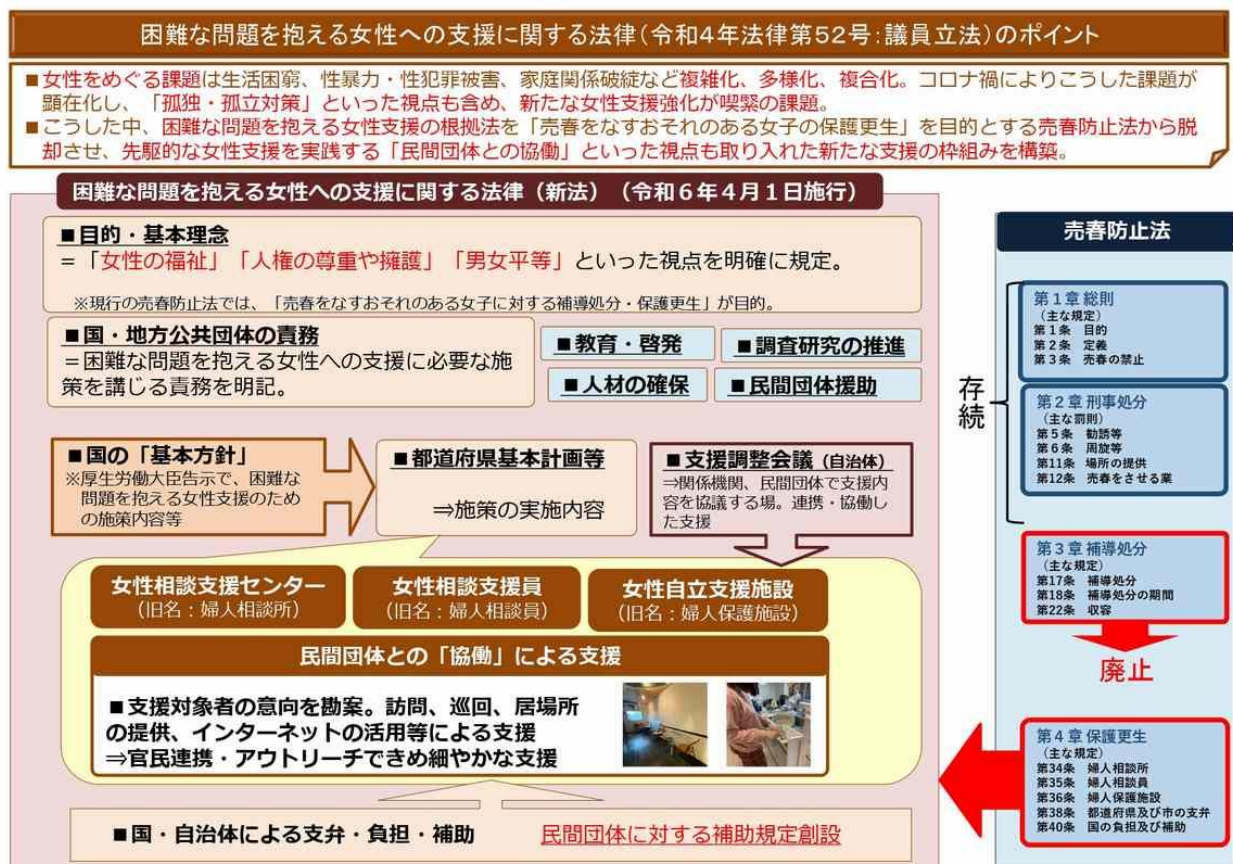 困難な問題を抱える女性への支援に関する法律(令和4年法律第52号:議員立法)のポイント
■女性をめぐる課題は生活困窮、性暴力・性犯罪被害、家庭関係破綻など複雑化、多様化、複合化。コロナ禍によりこうした課題が
顕在化し、「孤独・孤立対策」といった視点も含め、新たな女性支援強化が喫緊の課題。
■こうした中、困難な問題を抱える女性支援の根拠法を「売春をなすおそれのある女子の保護更生」を目的とする売春防止法から脱
却させ、先駆的な女性支援を実践する「民間団体との協働」といった視点も取り入れた新たな支援の枠組みを構築。
困難な問題を抱える女性への支援に関する法律(新法)(令和6年4月1日施行)
■目的・基本理念
=「女性の福祉」「人権の尊重や擁護」「男女平等」といった視点を明確に規定。
※現行の売春防止法では、「売春をなすおそれのある女子に対する補導処分・保護更生」が目的。
■国・地方公共団体の責務
=困難な問題を抱える女性への支援に必要な施
策を講じる責務を明記。
■教育・啓発
■調査研究の推進
■人材の確保
■民間団体援助
■国の「基本方針」
※厚生労働大臣告示で、困難な
問題を抱える女性支援のため
の施策内容等
■都道府県基本計画等
⇒施策の実施内容
■支援調整会議(自治体)
⇒関係機関、民間団体で支援内
容を協議する場。連携・協働し
た支援
女性相談支援センター
(旧名:婦人相談所)
女性相談支援員
(旧名:婦人相談員)
女性自立支援施設
(旧名:婦人保護施設)
民間団体との「協働」による支援
■支援対象者の意向を勘案。訪問、巡回、居場所
の提供、インターネットの活用等による支援
⇒官民連携・アウトリーチできめ細やかな支援
■国・自治体による支弁・負担・補助 民間団体に対する補助規定創設
売春防止法
存続
第1章 総則
(主な規定)
第1条 目的
第2条 定義
第3条 売春の禁止
第2章 刑事処分
(主な罰則)
第5条 勧誘等
第6条 周旋等
第11条 場所の提供
第12条 売春をさせる業
第3章 補導処分
(主な規定)
第17条 補導処分
第18条 補導処分の期間
第22条 収容
廃止
第4章 保護更生
(主な規定)
第34条 婦人相談所
第35条 婦人相談員
第36条 婦人保護施設
第38条 都道府県及び市の支弁
第40条 国の負担及び補助